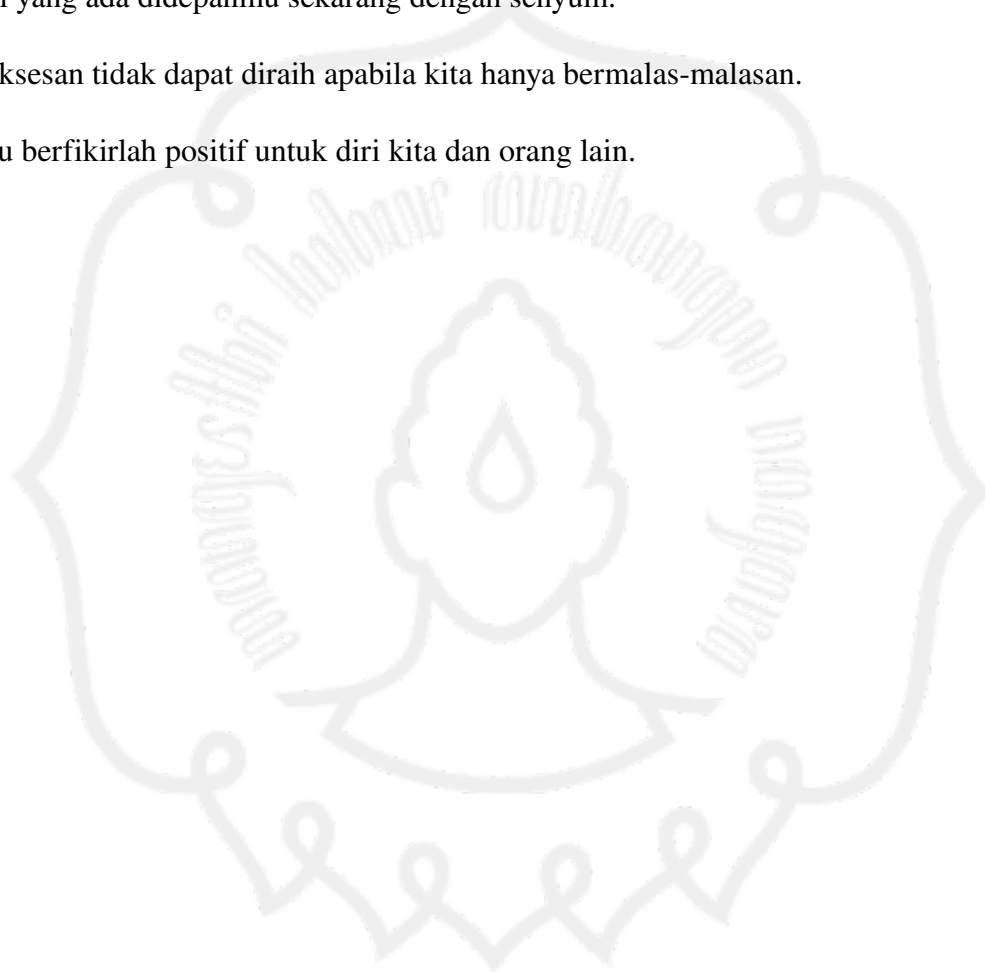 i yang ada didepanmu sekarang dengan senyum.
ksesan tidak dapat diraih apabila kita hanya bermalas-malasan.
u berfikirlah positif untuk diri kita dan orang lain.